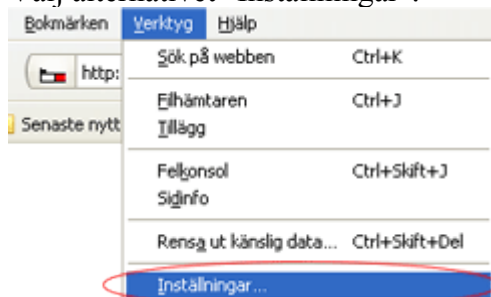 Välj alternativet "Inställningar".
Bokmärken Verktyg Hjälp
Sök på webben Ctrl+K
http:
Filhämtaren Ctrl+J
Senaste nytt
Tillägg
Felkonsol Ctrl+Skift+J
Sidinfo
Rensa ut känslig data... Ctrl+Skift+Del
Inställningar...